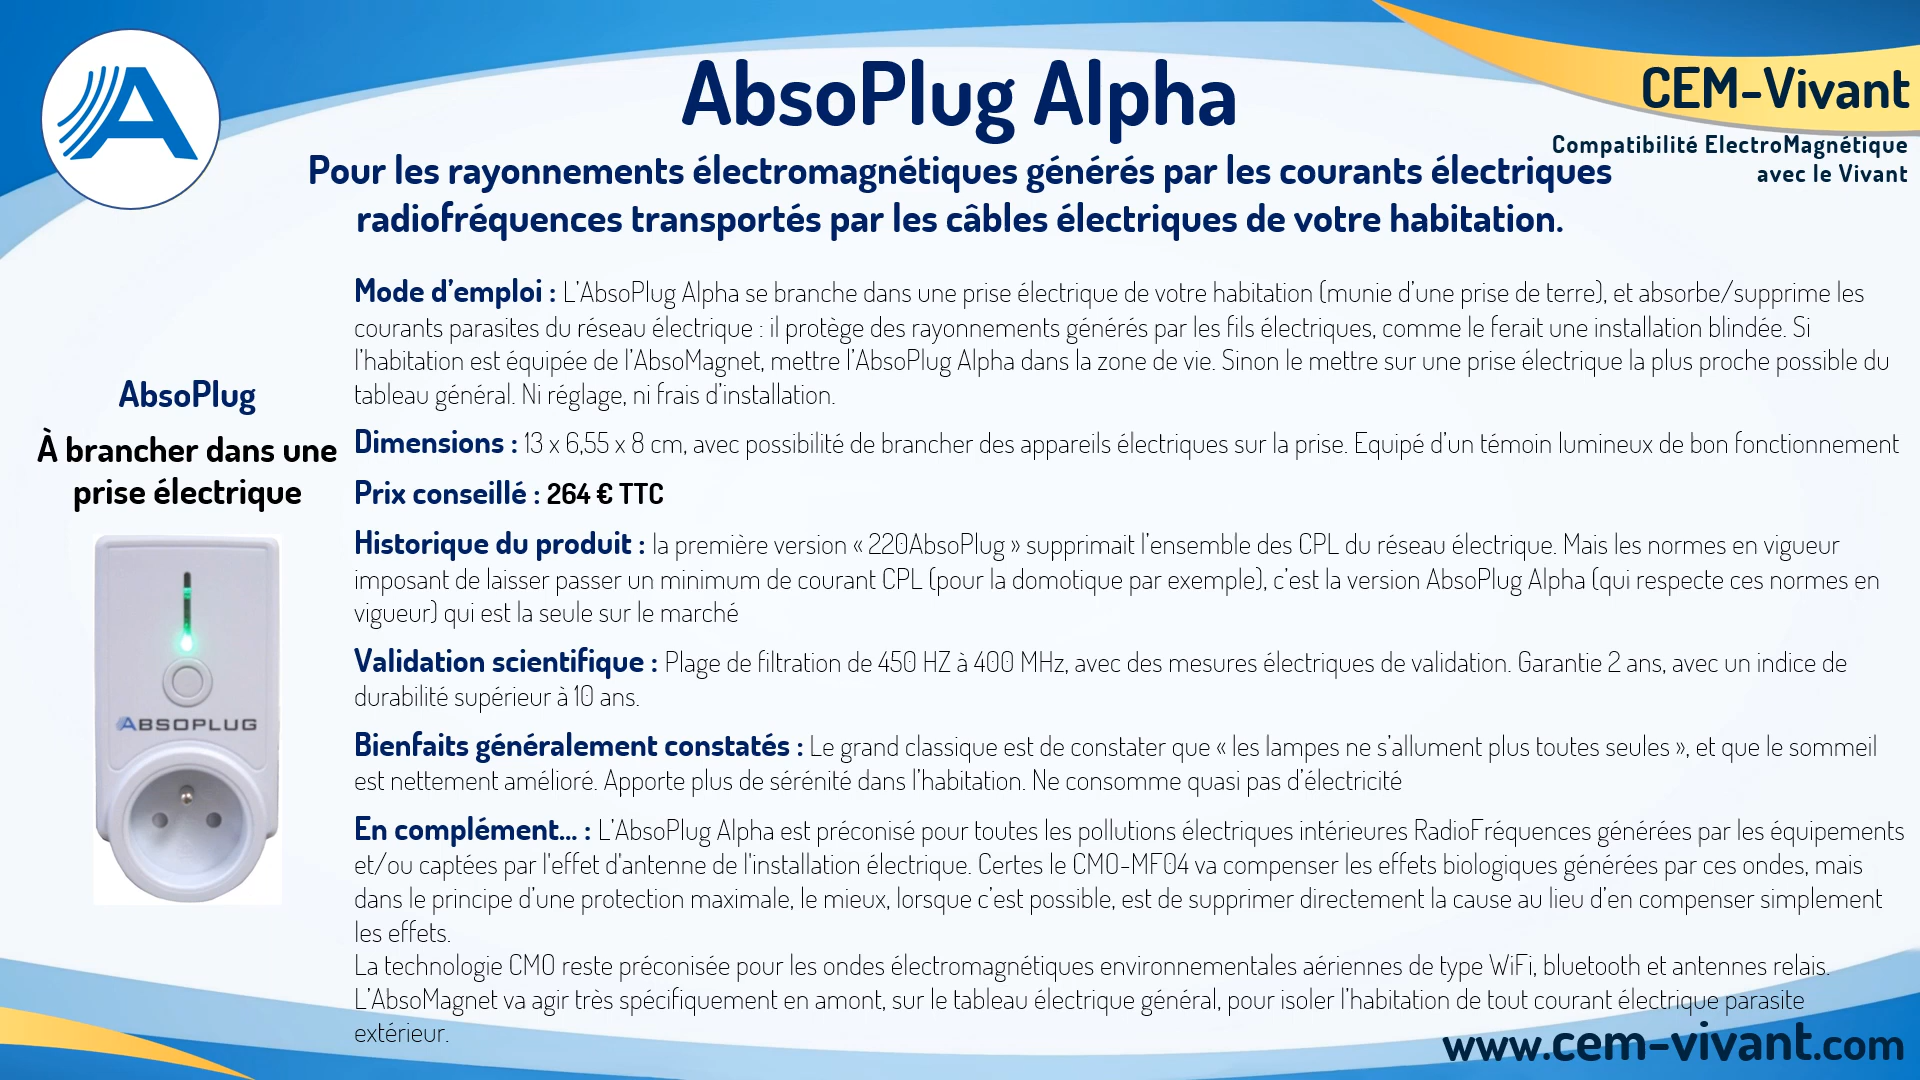 AbsoPlug Alpha
CEM-Vivant
Compatibilité ElectroMagnétique
avec le Vivant
Pour les rayonnements électromagnétiques générés par les courants électriques
radiofréquences transportés par les câbles électriques de votre habitation.
AbsoPlug
À brancher dans une
prise électrique
ABSOPLUG
Mode d’emploi : L’AbsoPlug Alpha se branche dans une prise électrique de votre habitation (munie d’une prise de terre), et absorbe/supprime les
courants parasites du réseau électrique : il protège des rayonnements générés par les fils électriques, comme le ferait une installation blindée. Si
l’habitation est équipée de l’AbsoMagnet, mettre l’AbsoPlug Alpha dans la zone de vie. Sinon le mettre sur une prise électrique la plus proche possible du
tableau général. Ni réglage, ni frais d’installation.
Dimensions : 13 x 6,55 x 8 cm, avec possibilité de brancher des appareils électriques sur la prise. Equipé d’un témoin lumineux de bon fonctionnement
Prix conseillé : 264 € TTC
Historique du produit : la première version « 220AbsoPlug » supprimait l’ensemble des CPL du réseau électrique. Mais les normes en vigueur
imposant de laisser passer un minimum de courant CPL (pour la domotique par exemple), c’est la version AbsoPlug Alpha (qui respecte ces normes en
vigueur) qui est la seule sur le marché
Validation scientifique : Plage de filtration de 450 HZ à 400 MHz, avec des mesures électriques de validation. Garantie 2 ans, avec un indice de
durabilité supérieur à 10 ans.
Bienfaits généralement constatés : Le grand classique est de constater que « les lampes ne s’allument plus toutes seules », et que le sommeil
est nettement amélioré. Apporte plus de sérénité dans l’habitation. Ne consomme quasi pas d’électricité
En complément... : L’AbsoPlug Alpha est préconisé pour toutes les pollutions électriques intérieures RadioFréquences générées par les équipements
et/ou captées par l'effet d'antenne de l'installation électrique. Certes le CMO-MF04 va compenser les effets biologiques générées par ces ondes, mais
dans le principe d’une protection maximale, le mieux, lorsque c’est possible, est de supprimer directement la cause au lieu d’en compenser simplement
les effets.
La technologie CMO reste préconisée pour les ondes électromagnétiques environnementales aériennes de type WiFi, bluetooth et antennes relais.
L’AbsoMagnet va agir très spécifiquement en amont, sur le tableau électrique général, pour isoler l’habitation de tout courant électrique parasite
extérieur.
www.cem-vivant.com